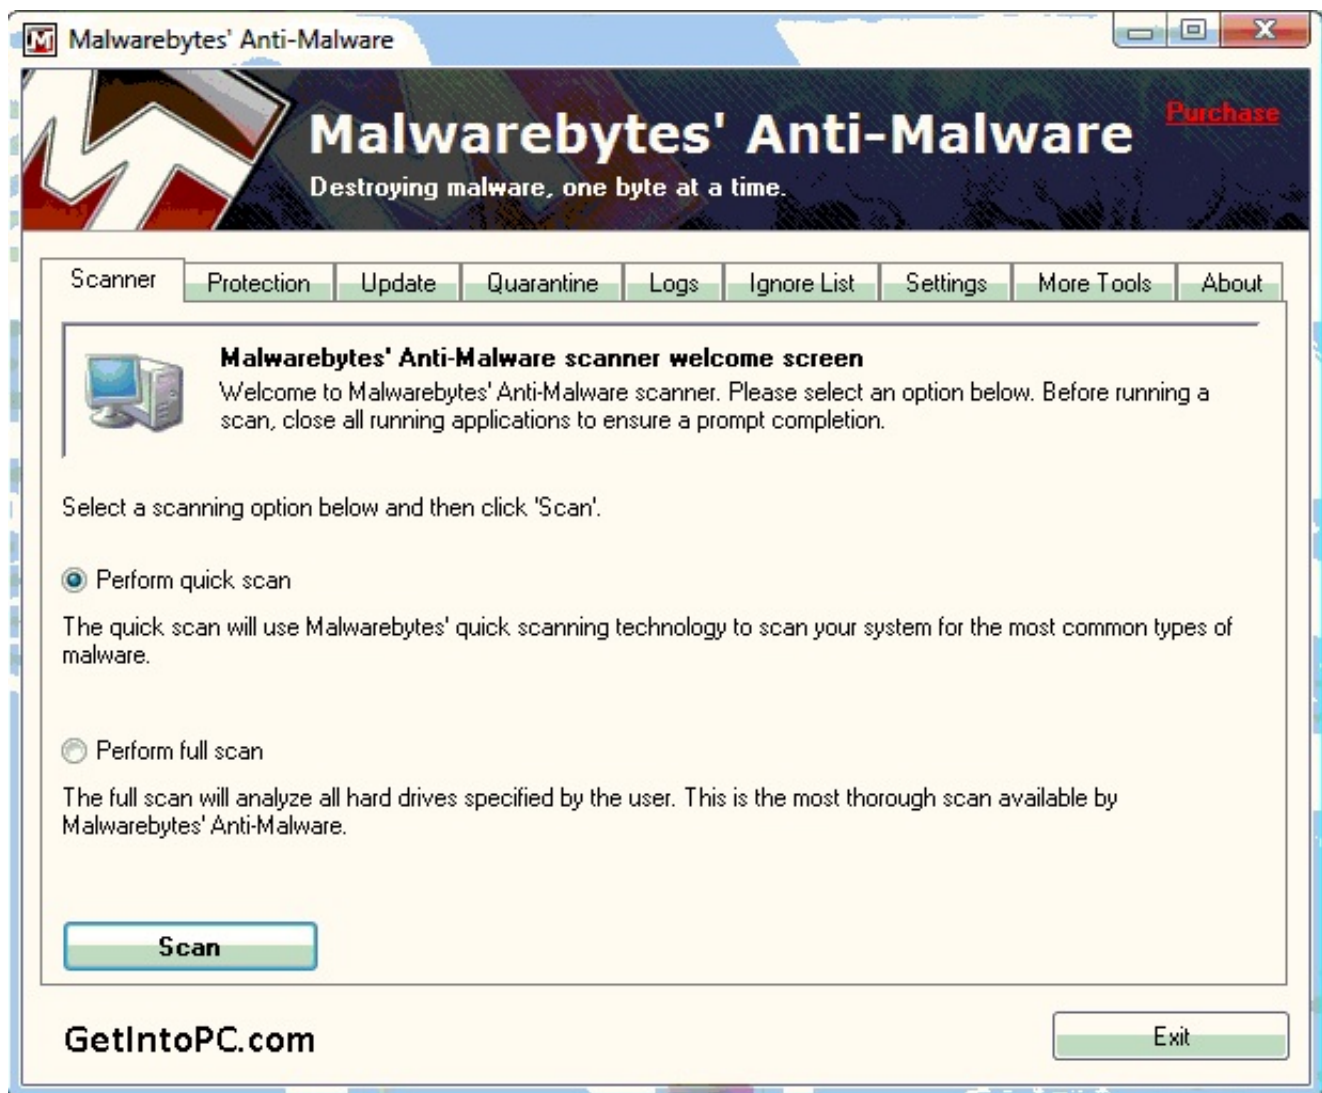 Malwarebytes' Anti-Malware
Malwarebytes' Anti-Malware
Purchase
Destroying malware, one byte at a time.
Scanner Protection Update Quarantine Logs Ignore List Settings More Tools About
Malwarebytes' Anti-Malware scanner welcome screen
Welcome to Malwarebytes' Anti-Malware scanner. Please select an option below. Before running a
scan, close all running applications to ensure a prompt completion.
Select a scanning option below and then click 'Scan'.
Perform quick scan
The quick scan will use Malwarebytes' quick scanning technology to scan your system for the most common types of
malware.
Perform full scan
The full scan will analyze all hard drives specified by the user. This is the most thorough scan available by
Malwarebytes' Anti-Malware.
Scan
GetIntoPC.com
Exit